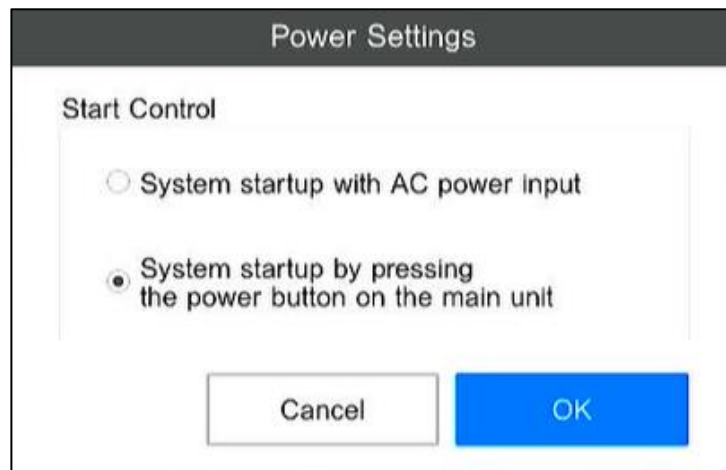 Power Settings
Start Control
System startup with AC power input
System startup by pressing
the power button on the main unit
Cancel
OK